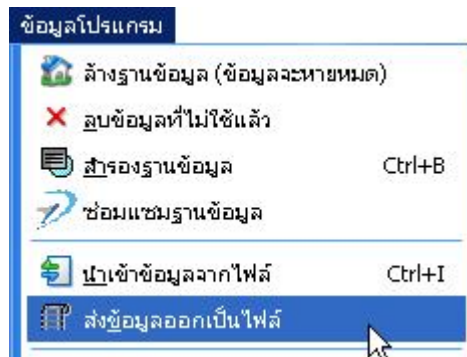 ข้อมูลโปรแกรม
ล้างฐานข้อมูล (ข้อมูลจะหายหมด)
ลบข้อมูลที่ไม่ใช้แล้ว
สำรองฐานข้อมูล Ctrl+B
ซ่อมแซมฐานข้อมูล
นำเข้าข้อมูลจากไฟล์ Ctrl+I
ส่งข้อมูลออกเป็นไฟล์